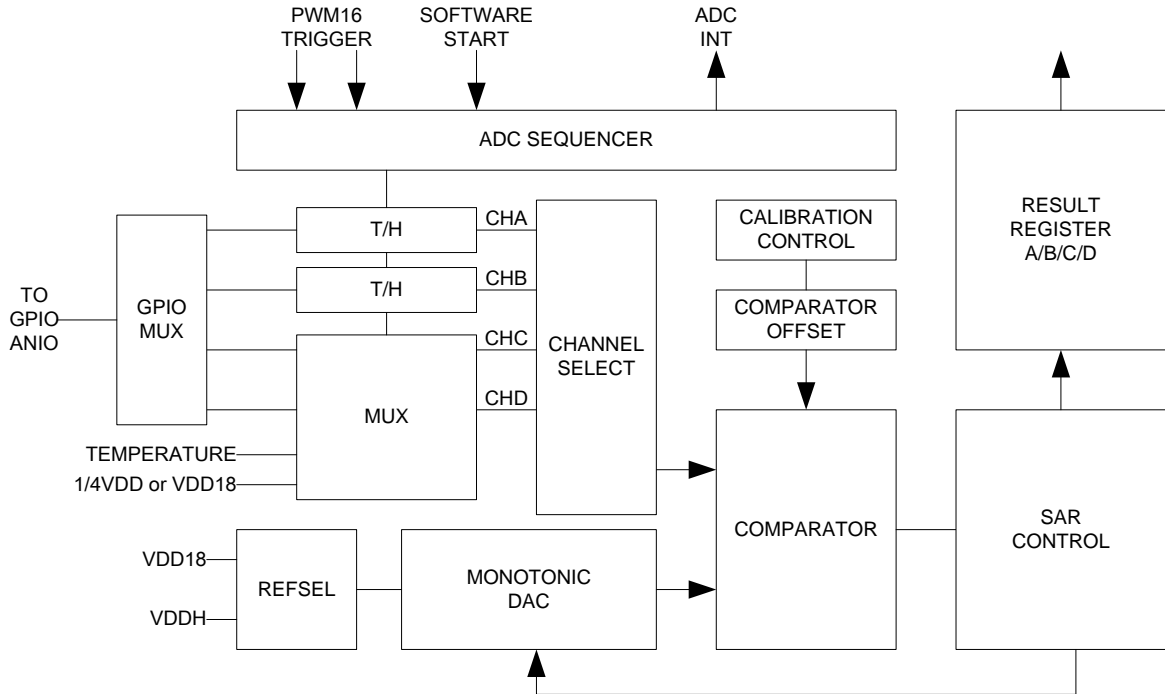 PWM16
TRIGGER
SOFTWARE
START
ADC
INT
ADC SEQUENCER
T/H
CHA
T/H
CHB
TO
GPIO
ANIO
GPIO
MUX
MUX
CHC
CHD
TEMPERATURE
1/4VDD or VDD18
CHANNEL
SELECT
CALIBRATION
CONTROL
COMPARATOR
OFFSET
RESULT
REGISTER
A/B/C/D
VDD18
VDDH
REFSEL
MONOTONIC
DAC
COMPARATOR
SAR
CONTROL